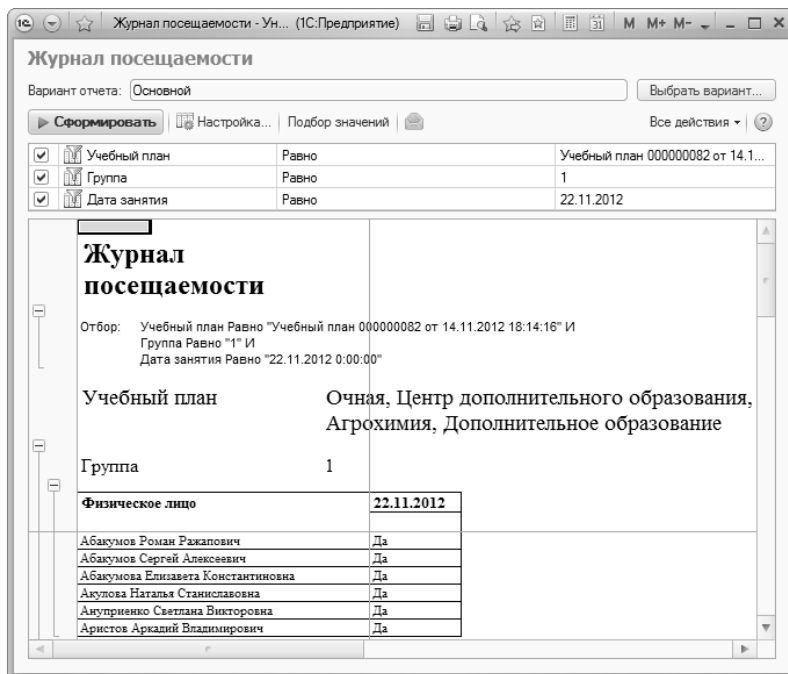 Журнал посещаемости - Ун... (1С:Предприятие) 31 M M+ M-
Журнал посещаемости
Вариант отчета: Основной Выбрать вариант...
Сформировать Настройка... Подбор значений Все действия ?
Учебный план Равно Учебный план 000000082 от 14.1...
Группа Равно 1
Дата занятия Равно 22.11.2012
Журнал
посещаемости
Отбор: Учебный план Равно "Учебный план 000000082 от 14.11.2012 18:14:16" И
Группа Равно "1" И
Дата занятия Равно "22.11.2012 0:00:00"
Учебный план Очная, Центр дополнительного образования,
Агрохимия, Дополнительное образование
Группа 1
Физическое лицо 22.11.2012
Абакумов Роман Ражапович Да
Абакумов Сергей Алексеевич Да
Абакумова Елизавета Константиновна Да
Акулова Наталья Станиславовна Да
Ануприенко Светлана Викторовна Да
Аристов Аркадий Владимирович Да